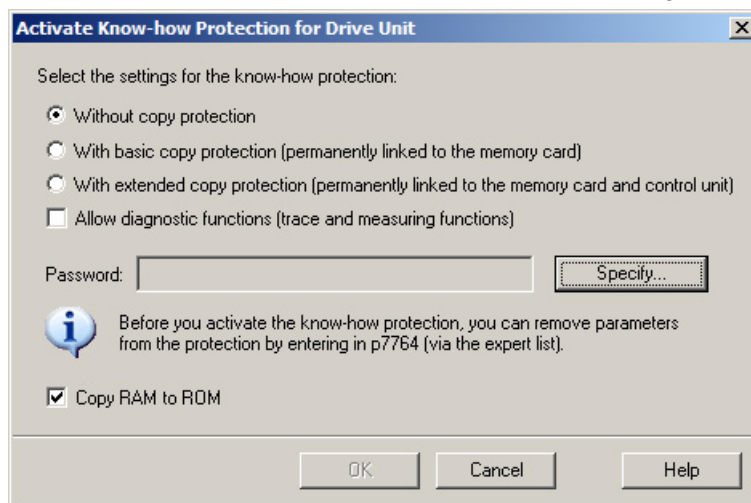 Activate Know-how Protection for Drive Unit
Select the settings for the know-how protection:
Without copy protection
With basic copy protection (permanently linked to the memory card)
With extended copy protection (permanently linked to the memory card and control unit)
Allow diagnostic functions (trace and measuring functions)
Password:
Specify...
Before you activate the know-how protection, you can remove parameters
from the protection by entering in p7764 (via the expert list).
Copy RAM to ROM
OK Cancel Help